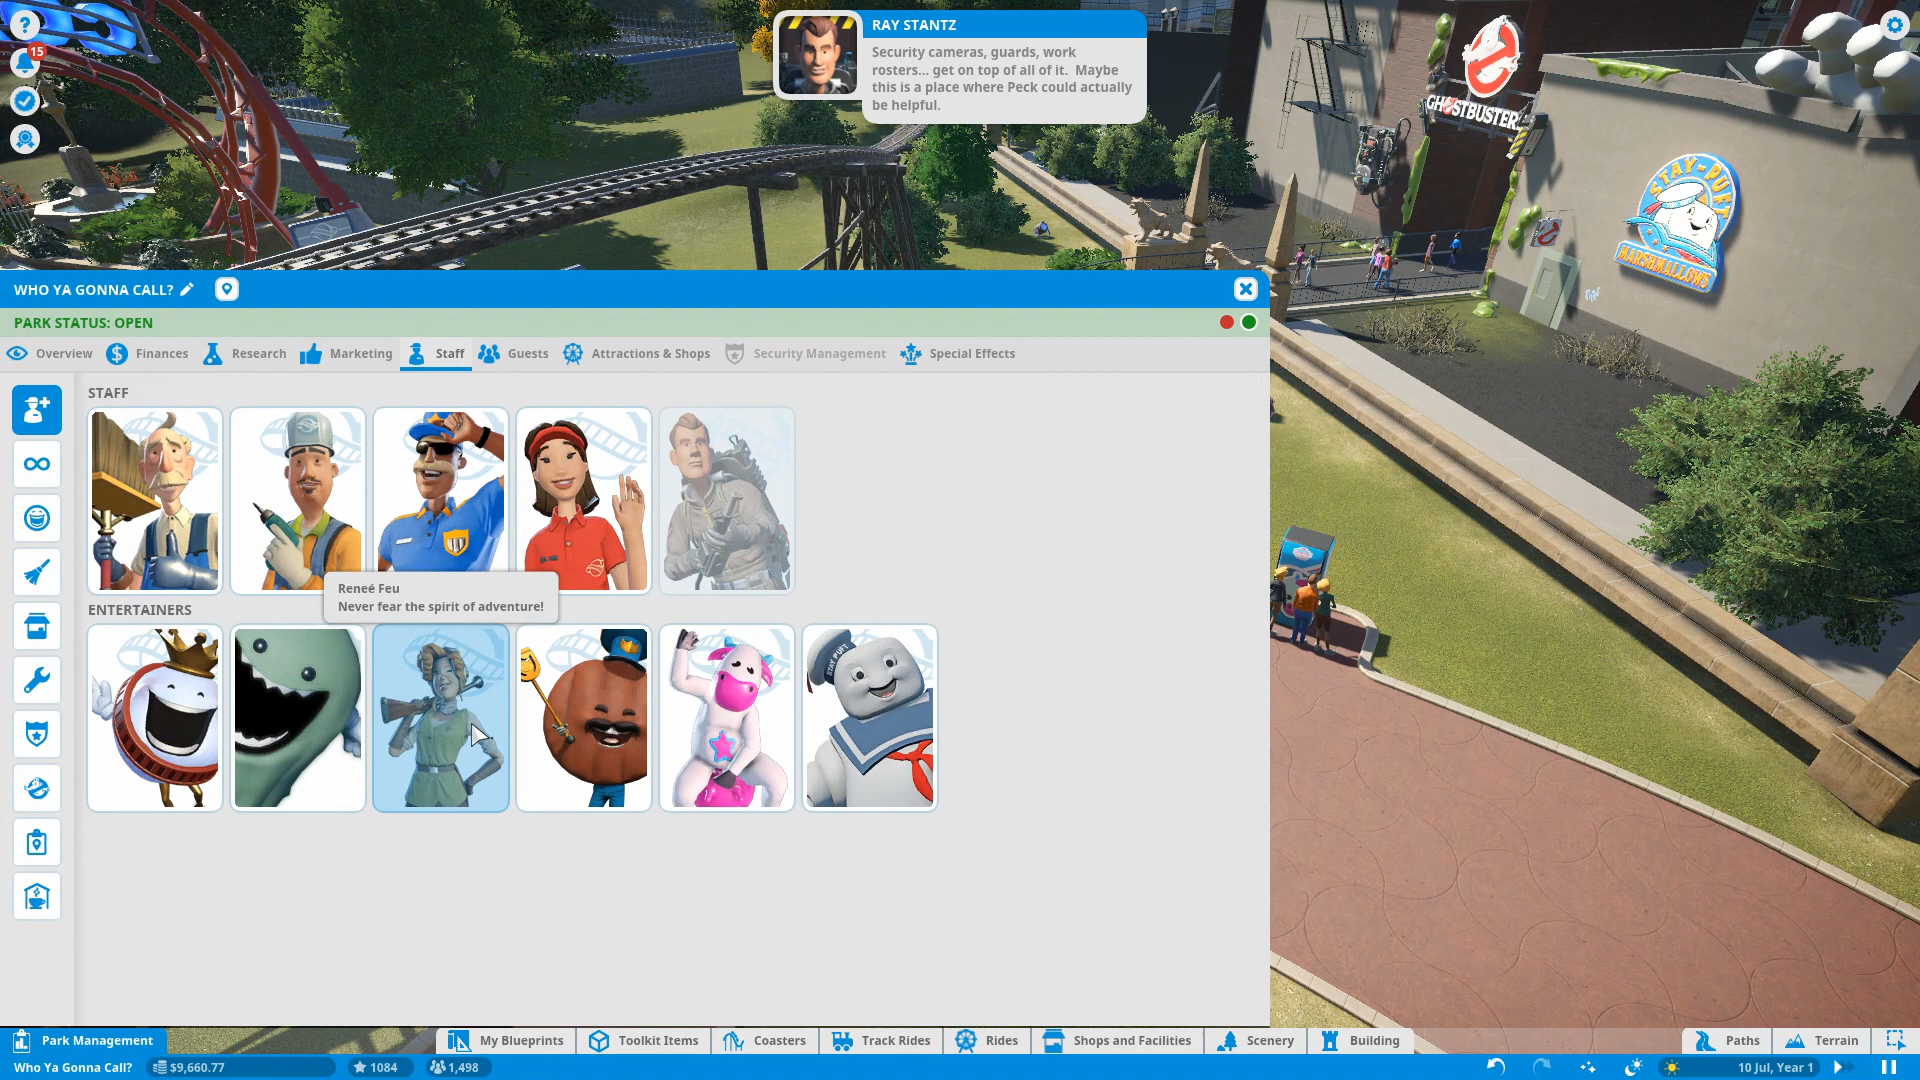 ?
15
RAY STANTZ
Security cameras, guards, work
rosters... get on top of all of it. Maybe
this is a place where Peck could actually
be helpful.
GHOSTBUSTERS
STAY-PUFT
MARSHMALLOWS
WHO YA GONNA CALL?
PARK STATUS: OPEN
Overview
Finances
Research
Marketing
Staff
Guests
Attractions & Shops
Security Management
Special Effects
STAFF
Reneé Feu
Never fear the spirit of adventure!
ENTERTAINERS
STAY PUFT
Park Management
My Blueprints
Toolkit Items
Coasters
Track Rides
Rides
Shops and Facilities
Scenery
Building
Paths
Terrain
Who Ya Gonna Call?
$9,660.77
1084
1,498
10 Jul, Year 1